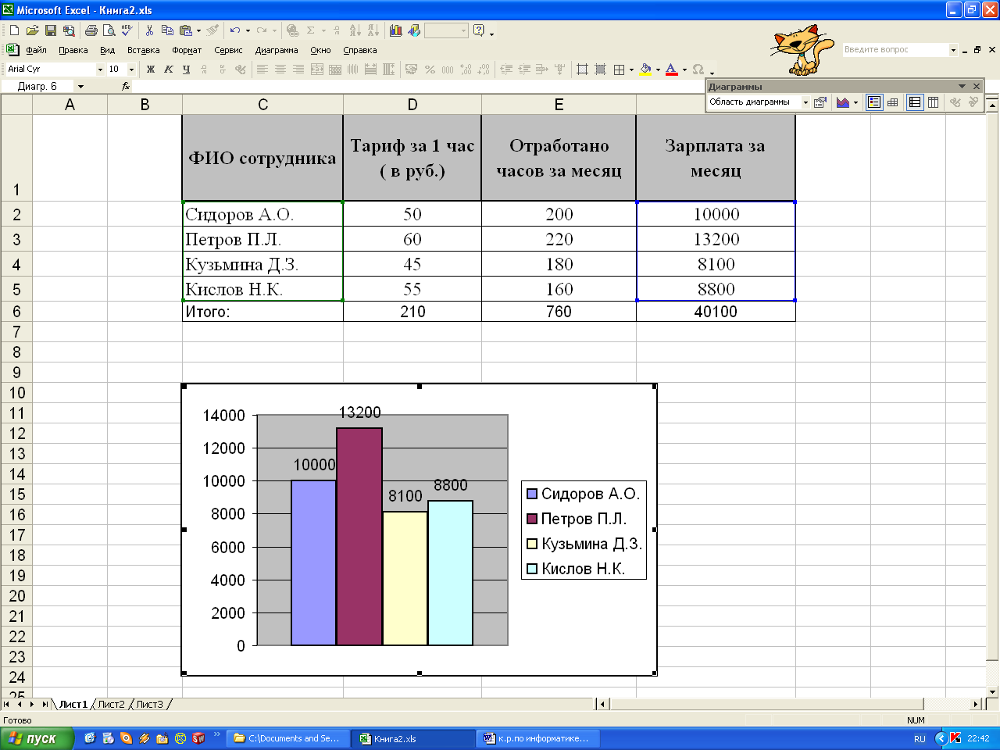 Microsoft Excel - Книга2.xls
Файл Правка Вид Вставка Формат Сервис Диаграмма Окно Справка
Введите вопрос
Arial Cyr 10 Ж К Ч % 000
Диагр. 6 fx
Диаграммы
Область диаграммы
A B C D E
ФИО сотрудника Тариф за 1 час ( в руб.) Отработано часов за месяц Зарплата за месяц
1
2 Сидоров А.О. 50 200 10000
3 Петров П.Л. 60 220 13200
4 Кузьмина Д.З. 45 180 8100
5 Кислов Н.К. 55 160 8800
6 Итого: 210 760 40100
7
8
9
10
11
12
13
14
15
16
17
18
19
20
21
22
23
24
25
14000
12000
10000
8000
6000
4000
2000
0
10000
13200
8100
8800
Сидоров А.О.
Петров П.Л.
Кузьмина Д.З.
Кислов Н.К.
Лист1 Лист2 Лист3
Готово NUM
пуск C:\Documents and Se... Книга2.xls к.р.по информатике... RU 22:42